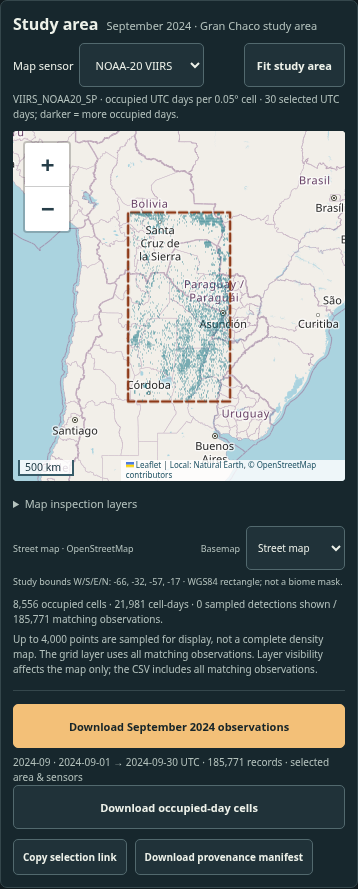 Study area September 2024 · Gran Chaco study area
Map sensor NOAA-20 VIIRS Fit study area
VIIRS_NOAA20_SP · occupied UTC days per 0.05° cell · 30 selected UTC
days; darker = more occupied days.
+
−
Bolivia
Brasil
Santa
Cruz de
la Sierra
Brasíl
Paraguay /
Paraguái
Asunción
São
Curitiba
Córdoba
Uruguay
Santiago
Buenos
Aires
500 km
Leaflet | Local: Natural Earth, © OpenStreetMap
contributors
▶ Map inspection layers
Street map · OpenStreetMap Basemap Street map
Study bounds W/S/E/N: -66, -32, -57, -17 · WGS84 rectangle; not a biome mask.
8,556 occupied cells · 21,981 cell-days · 0 sampled detections shown /
185,771 matching observations.
Up to 4,000 points are sampled for display, not a complete density
map. The grid layer uses all matching observations. Layer visibility
affects the map only; the CSV includes all matching observations.
Download September 2024 observations
2024-09 · 2024-09-01 → 2024-09-30 UTC · 185,771 records · selected
area & sensors
Download occupied-day cells
Copy selection link Download provenance manifest